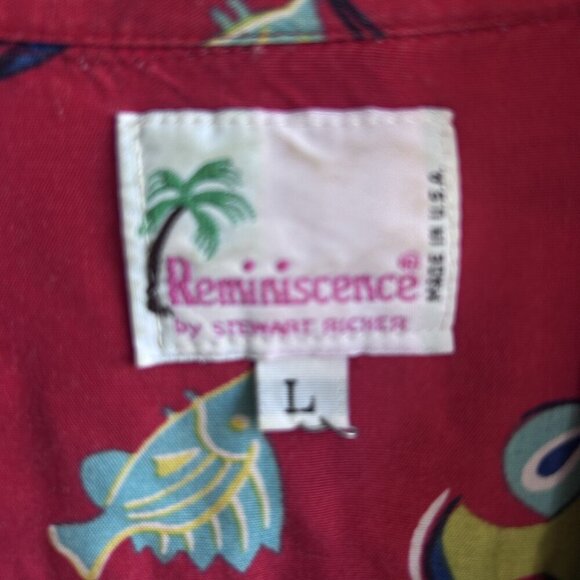 Reminiscence®
by STEWART RICHER
MADE IN U.S.A.
L